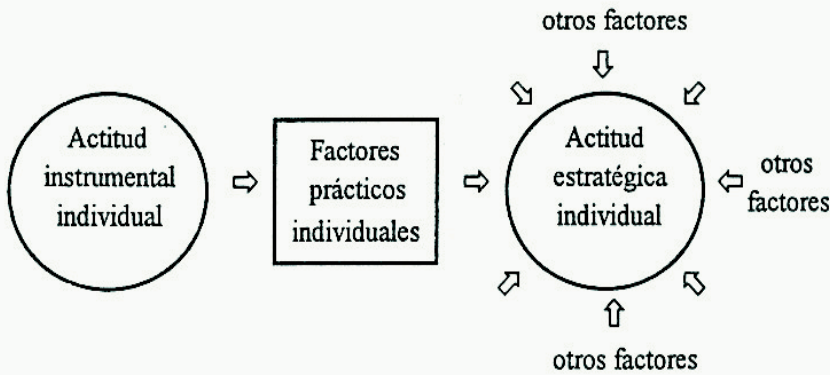 otros factores
Actitud
instrumental
individual
Factores
prácticos
individuales
Actitud
estratégica
individual
otros
factores
otros factores